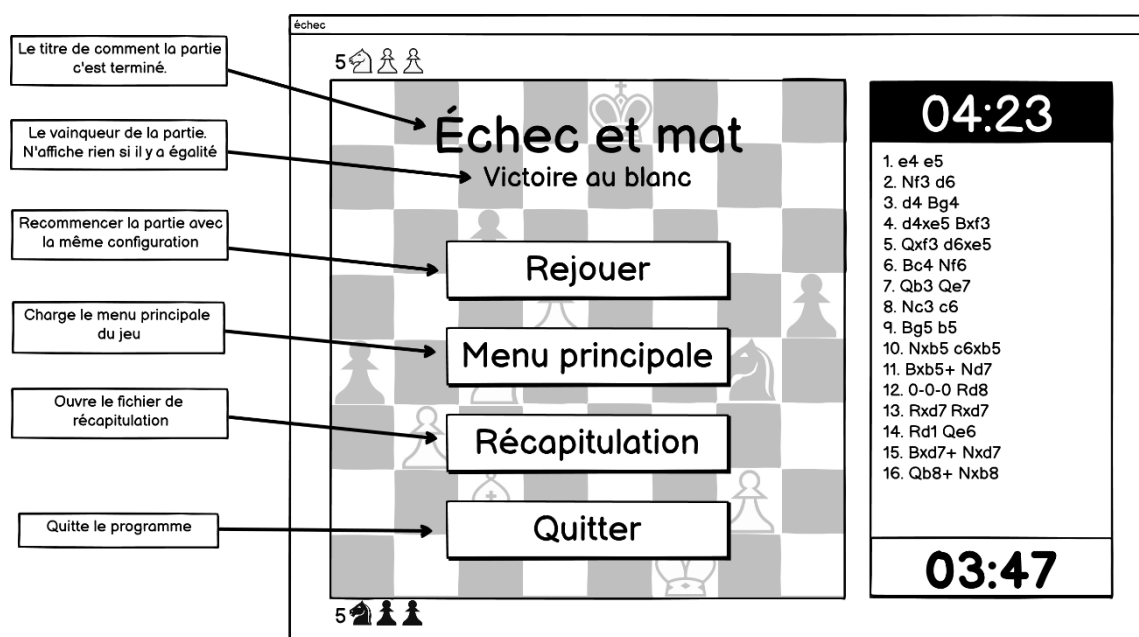 échec
Le titre de comment la partie
c'est terminé.
Le vainqueur de la partie.
N'affiche rien si il y a égalité
Recommencer la partie avec
la même configuration
Charge le menu principale
du jeu
Ouvre le fichier de
récapitulation
Quitte le programme
5
Échec et mat
Victoire au blanc
Rejouer
Menu principale
Récapitulation
Quitter
5
04:23
1. e4 e5
2. Nf3 d6
3. d4 Bg4
4. d4xe5 Bxf3
5. Qxf3 d6xe5
6. Bc4 Nf6
7. Qb3 Qe7
8. Nc3 c6
9. Bg5 b5
10. Nxb5 c6xb5
11. Bxb5+ Nd7
12. 0-0-0 Rd8
13. Rxd7 Rxd7
14. Rd1 Qe6
15. Bxd7+ Nxd7
16. Qb8+ Nxb8
03:47